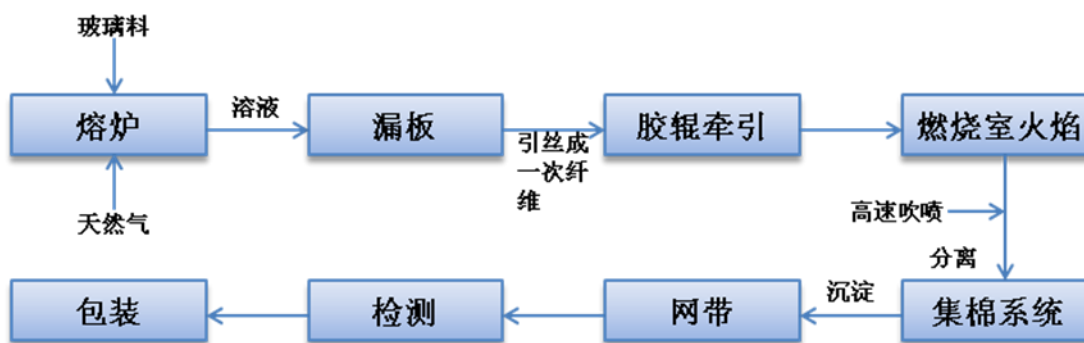 玻璃料
熔炉
溶液
漏板
引丝成
一次纤
维
胶辊牵引
燃烧室火焰
天然气
高速吹喷
分离
集棉系统
沉淀
网带
检测
包装